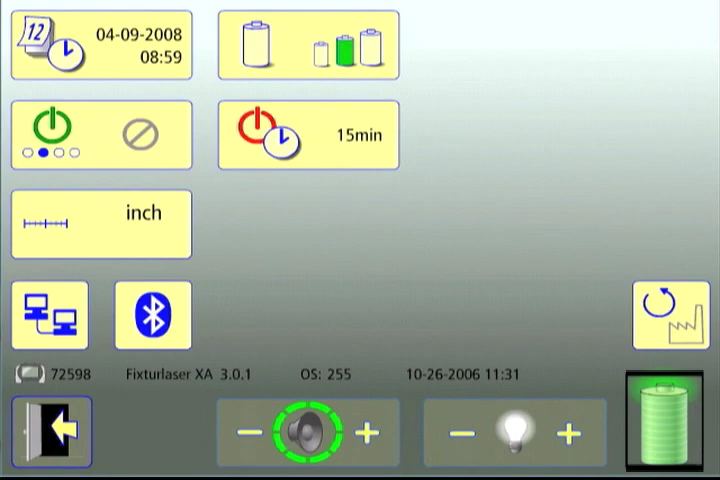 12
04-09-2008
08:59
15min
inch
72598 Fixturlaser XA 3.0.1 OS: 255 10-26-2006 11:31